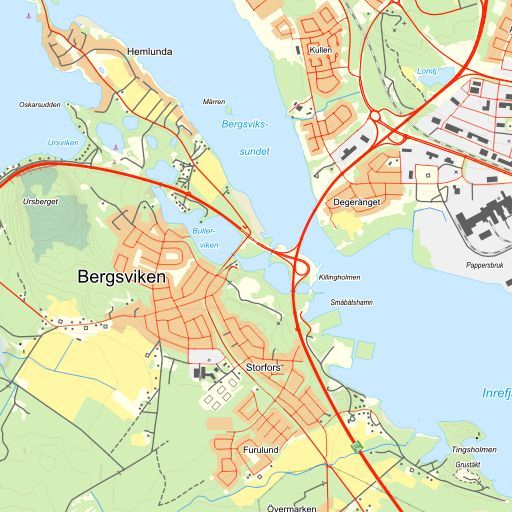 Hemlunda
Kullen
Lomtj
Oskarsudden
Märren
Bergsviks-
sundet
Ursviken
Ursberget
Degeränget
Buller-
viken
Pappersbruk
Bergsviken
Killingholmen
Småbåtshamn
Storfors
Inrefj
Furulund
Tingsholmen
Grustäkt
Övermarken